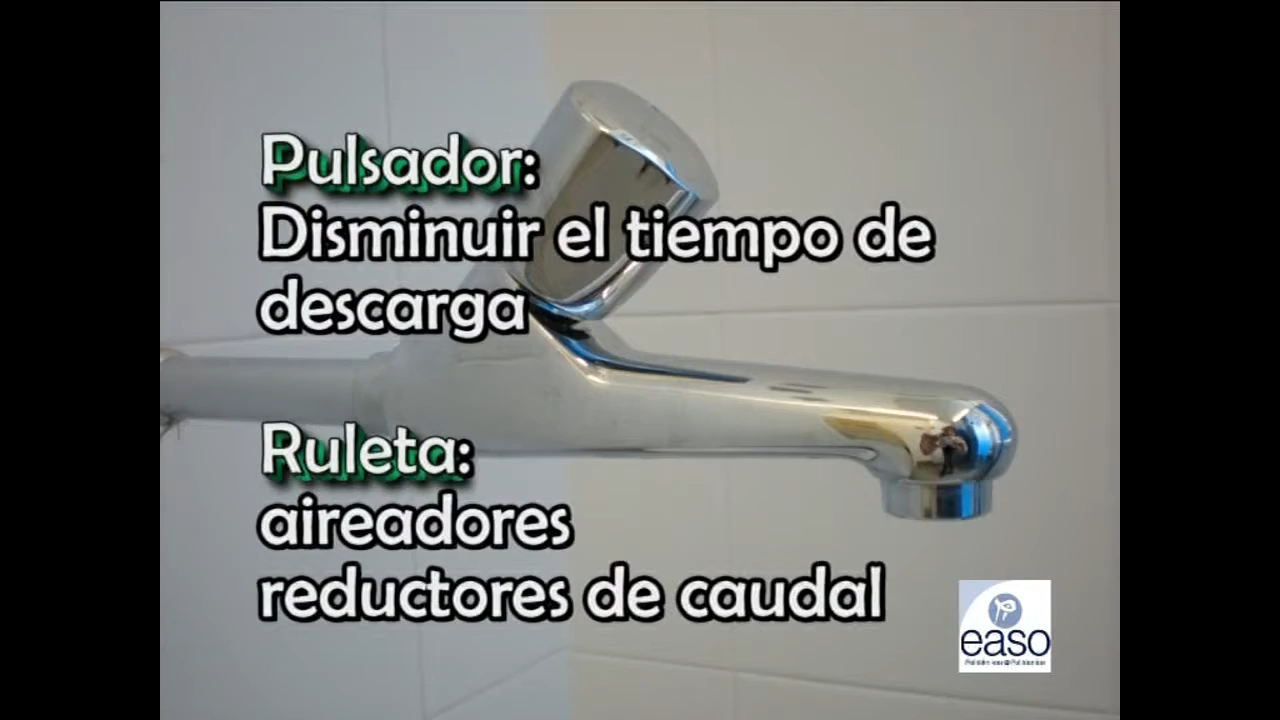 Pulsador:
Disminuir el tiempo de
descarga
Ruleta:
aireadores
reductores de caudal
easo